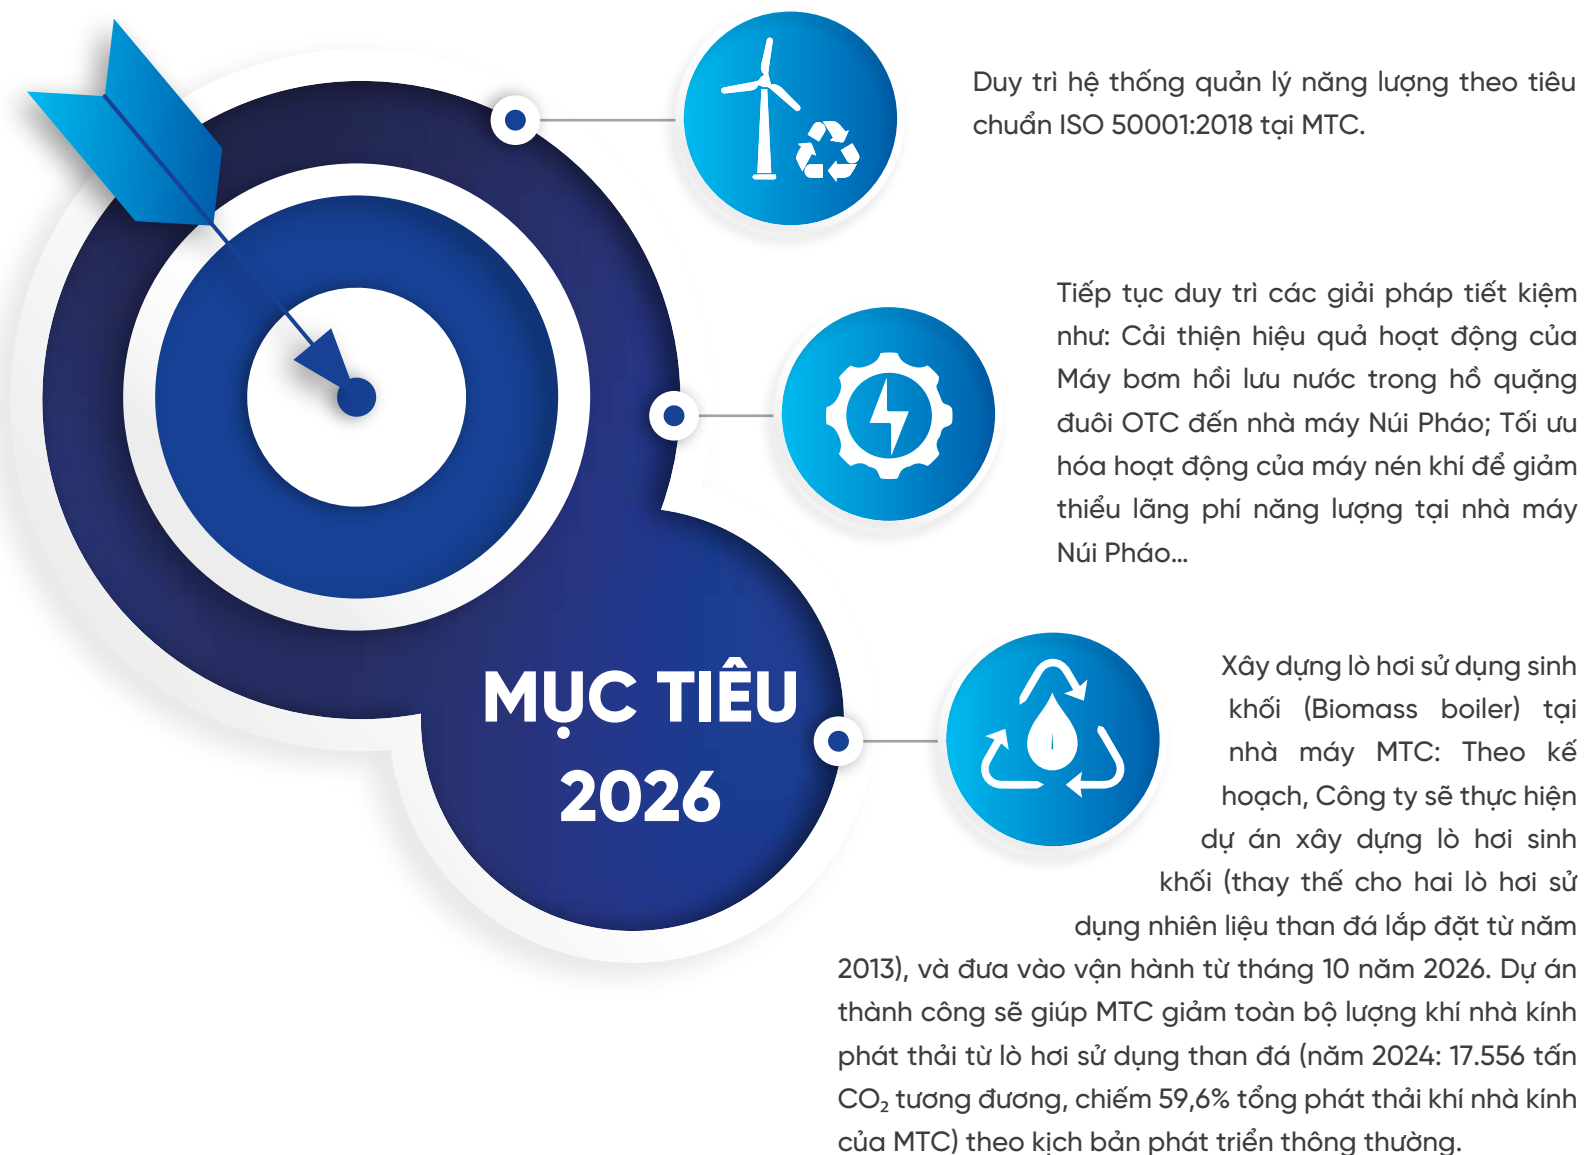 Duy trì hệ thống quản lý năng lượng theo tiêu
chuẩn ISO 50001:2018 tại MTC.
Tiếp tục duy trì các giải pháp tiết kiệm
như: Cải thiện hiệu quả hoạt động của
Máy bơm hồi lưu nước trong hồ quặng
đuôi OTC đến nhà máy Núi Pháo; Tối ưu
hóa hoạt động của máy nén khí để giảm
thiểu lãng phí năng lượng tại nhà máy
Núi Pháo...
MỤC TIÊU
2026
Xây dựng lò hơi sử dụng sinh
khối (Biomass boiler) tại
nhà máy MTC: Theo kế
hoạch, Công ty sẽ thực hiện
dự án xây dựng lò hơi sinh
khối (thay thế cho hai lò hơi sử
dụng nhiên liệu than đá lắp đặt từ năm
2013), và đưa vào vận hành từ tháng 10 năm 2026. Dự án
thành công sẽ giúp MTC giảm toàn bộ lượng khí nhà kính
phát thải từ lò hơi sử dụng than đá (năm 2024: 17.556 tấn
CO₂ tương đương, chiếm 59,6% tổng phát thải khí nhà kính
của MTC) theo kịch bản phát triển thông thường.